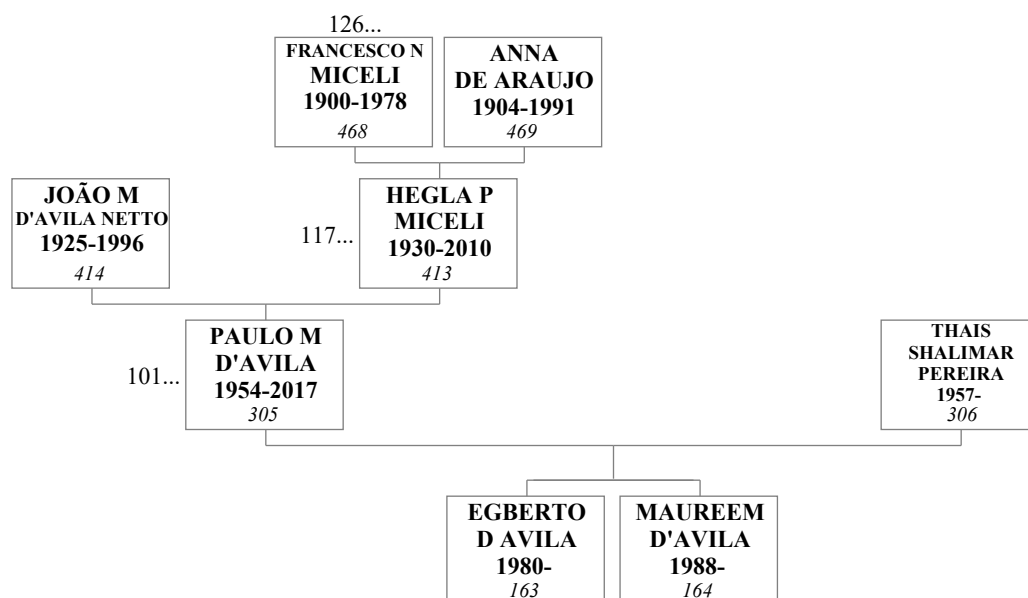 126...
FRANCESCO N
MICELI
1900-1978
468
ANNA
DE ARAUJO
1904-1991
469
JOÃO M
D'AVILA NETTO
1925-1996
414
117...
HEGLA P
MICELI
1930-2010
413
101...
PAULO M
D'AVILA
1954-2017
305
THAIS
SHALIMAR
PEREIRA
1957-
306
EGBERTO
D AVILA
1980-
163
MAUREEM
D'AVILA
1988-
164